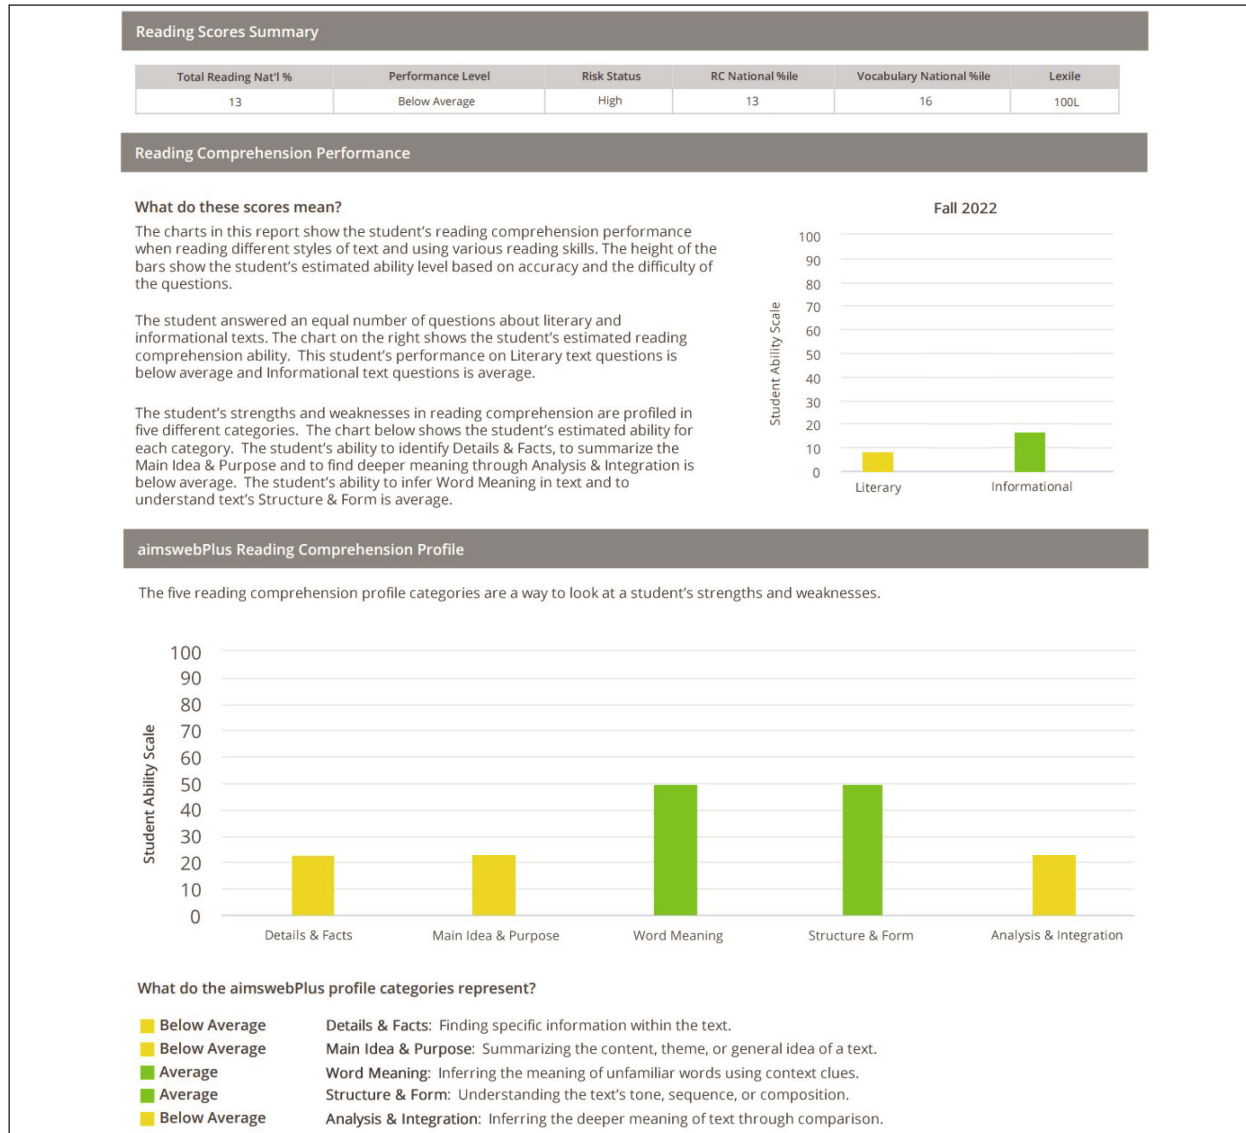 Reading Scores Summary
Total Reading Nat'l % Performance Level Risk Status RC National %ile Vocabulary National %ile Lexile
13 Below Average High 13 16 100L
Reading Comprehension Performance
What do these scores mean?
The charts in this report show the student's reading comprehension performance
when reading different styles of text and using various reading skills. The height of the
bars show the student's estimated ability level based on accuracy and the difficulty of
the questions.
The student answered an equal number of questions about literary and
informational texts. The chart on the right shows the student's estimated reading
comprehension ability. This student's performance on Literary text questions is
below average and Informational text questions is average.
The student's strengths and weaknesses in reading comprehension are profiled in
five different categories. The chart below shows the student's estimated ability for
each category. The student's ability to identify Details & Facts, to summarize the
Main Idea & Purpose and to find deeper meaning through Analysis & Integration is
below average. The student's ability to infer Word Meaning in text and to
understand text's Structure & Form is average.
Fall 2022
Student Ability Scale
100
90
80
70
60
50
40
30
20
10
0
Literary Informational
aimswebPlus Reading Comprehension Profile
The five reading comprehension profile categories are a way to look at a student's strengths and weaknesses.
Student Ability Scale
100
90
80
70
60
50
40
30
20
10
0
Details & Facts Main Idea & Purpose Word Meaning Structure & Form Analysis & Integration
What do the aimswebPlus profile categories represent?
Below Average Details & Facts: Finding specific information within the text.
Below Average Main Idea & Purpose: Summarizing the content, theme, or general idea of a text.
Average Word Meaning: Inferring the meaning of unfamiliar words using context clues.
Average Structure & Form: Understanding the text's tone, sequence, or composition.
Below Average Analysis & Integration: Inferring the deeper meaning of text through comparison.